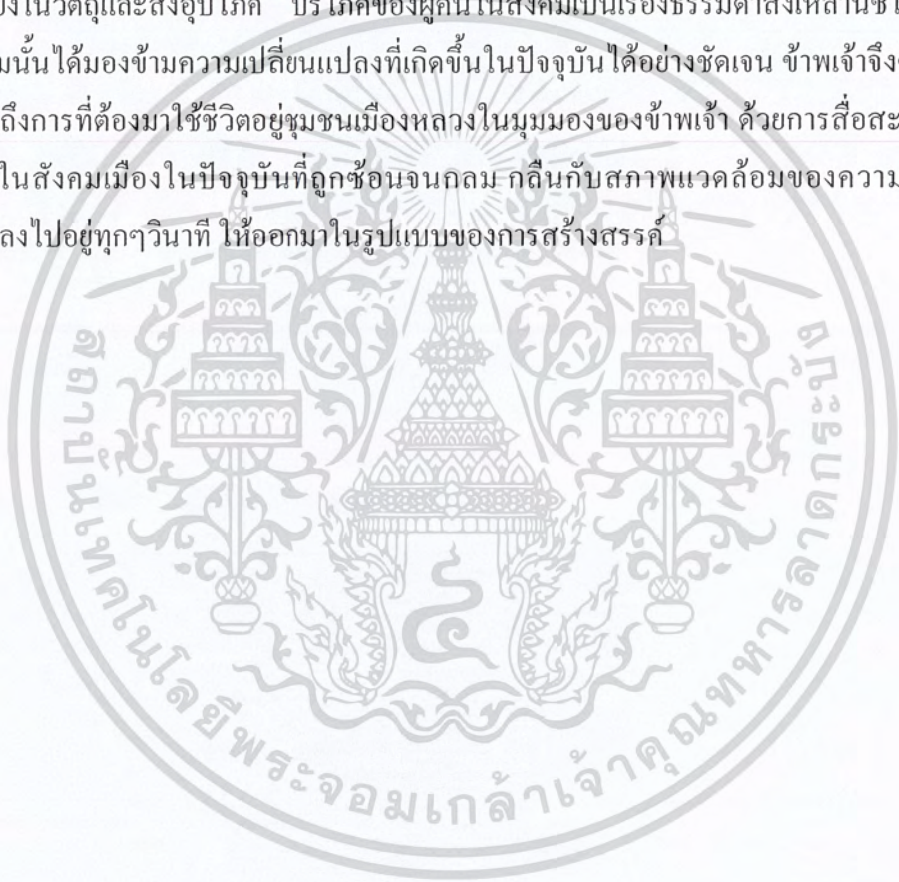 ในวัตถุและสิ่งอุปโภค บริโภคของผู้คนในสังคมเป็นเรื่องธรรมดาสิ่งเหล่านี้
นั้นได้มองข้ามความเปลี่ยนแปลงที่เกิดขึ้นในปัจจุบันได้อย่างชัดเจน ข้าพเจ้าจึง
ถึงการที่ต้องมาใช้ชีวิตอยู่ชุมชนเมืองหลวงในมุมมองของข้าพเจ้า ด้วยการสื่อสะ
ในสังคมเมืองในปัจจุบันที่ถูกซ้อนจนกลม กลืนกับสภาพแวดล้อมของความ
ลงไปอยู่ทุกๆวินาที ให้ออกมาในรูปแบบของการสร้างสรรค์
สถาบันเทคโนโลยีพระจอมเกล้าเจ้าคุณทหารลาดกระบัง